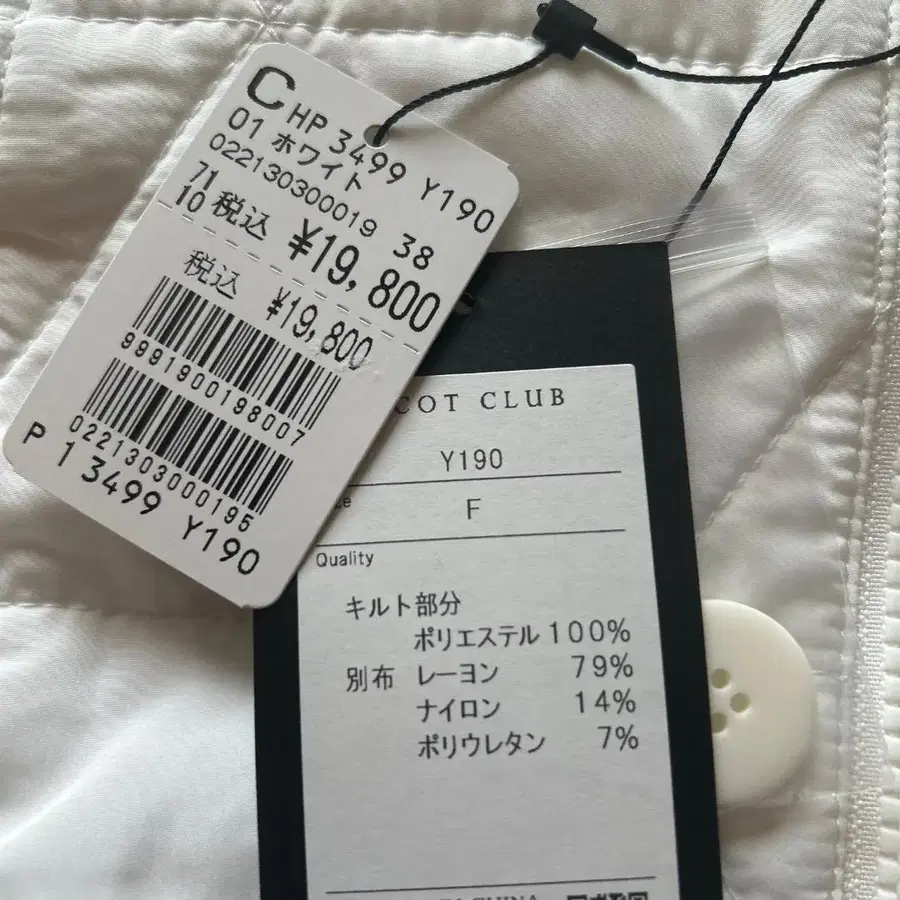 C HP 3499 Y190
01 ホワイト
022130300019 38
71
10 税込 ¥19,800
税込 ¥19,800
9991900198007
0221303000195
P 13499 Y190
COT CLUB
Y190
F
Quality
キルト部分
ポリエステル 100%
別布 レーヨン 79%
ナイロン 14%
ポリウレタン 7%